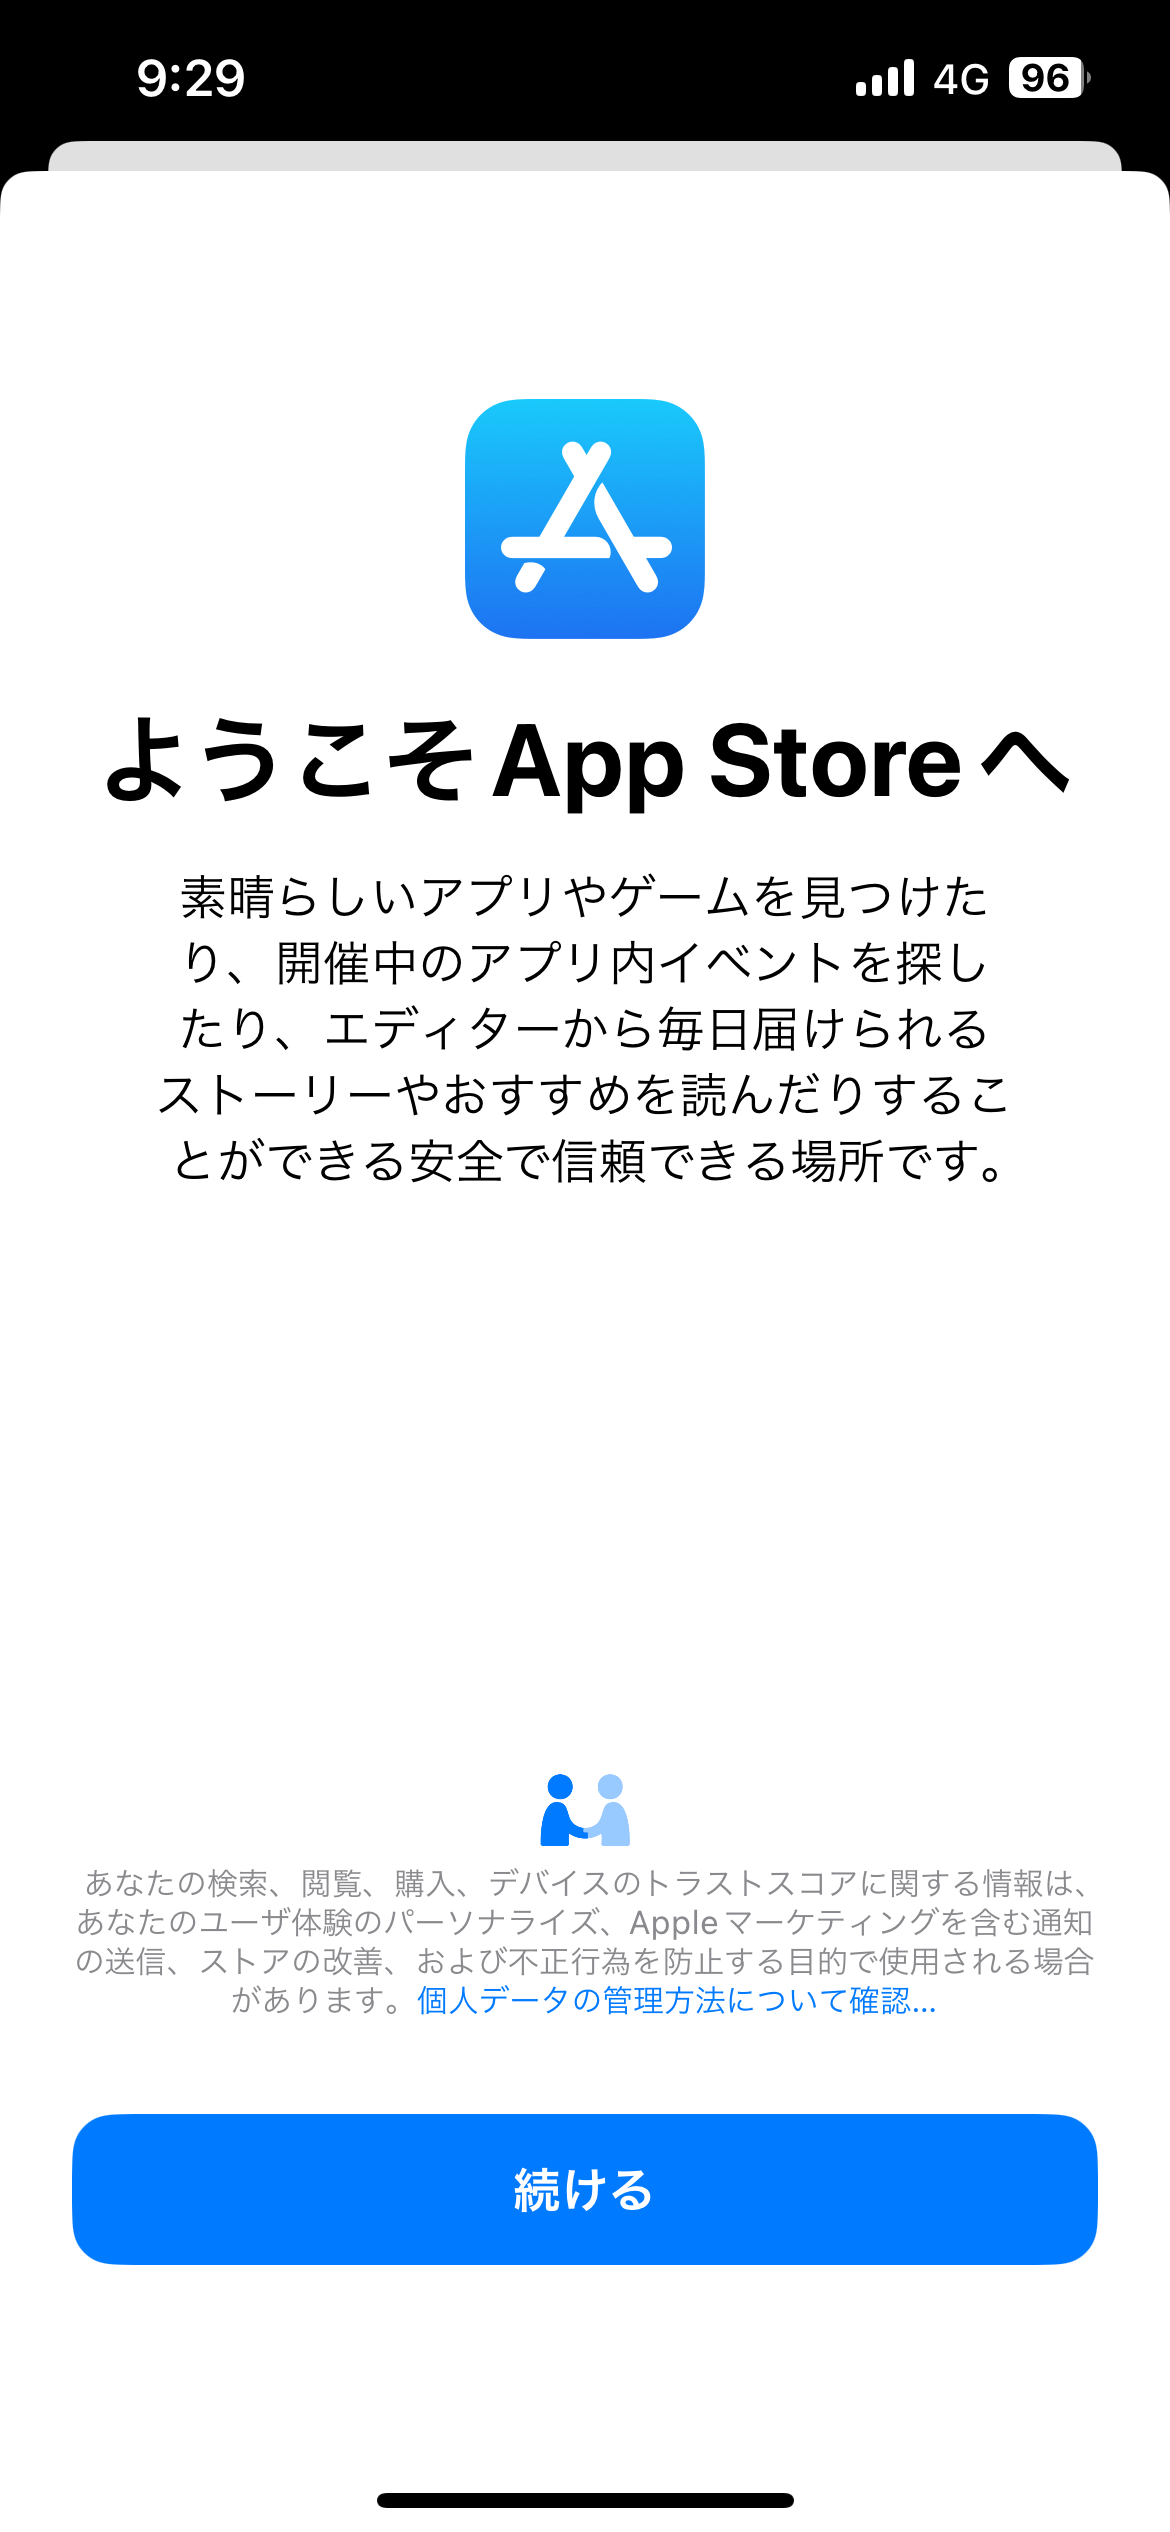 9:29
4G 96
ようこそ App Store へ
素晴らしいアプリやゲームを見つけた
り、開催中のアプリ内イベントを探し
たり、エディターから毎日届けられる
ストーリーやおすすめを読んだりするこ
とができる安全で信頼できる場所です。
あなたの検索、閲覧、購入、デバイスのトラストスコアに関する情報は、
あなたのユーザ体験のパーソナライズ、Apple マーケティングを含む通知
の送信、ストアの改善、および不正行為を防止する目的で使用される場合
があります。個人データの管理方法について確認...
続ける